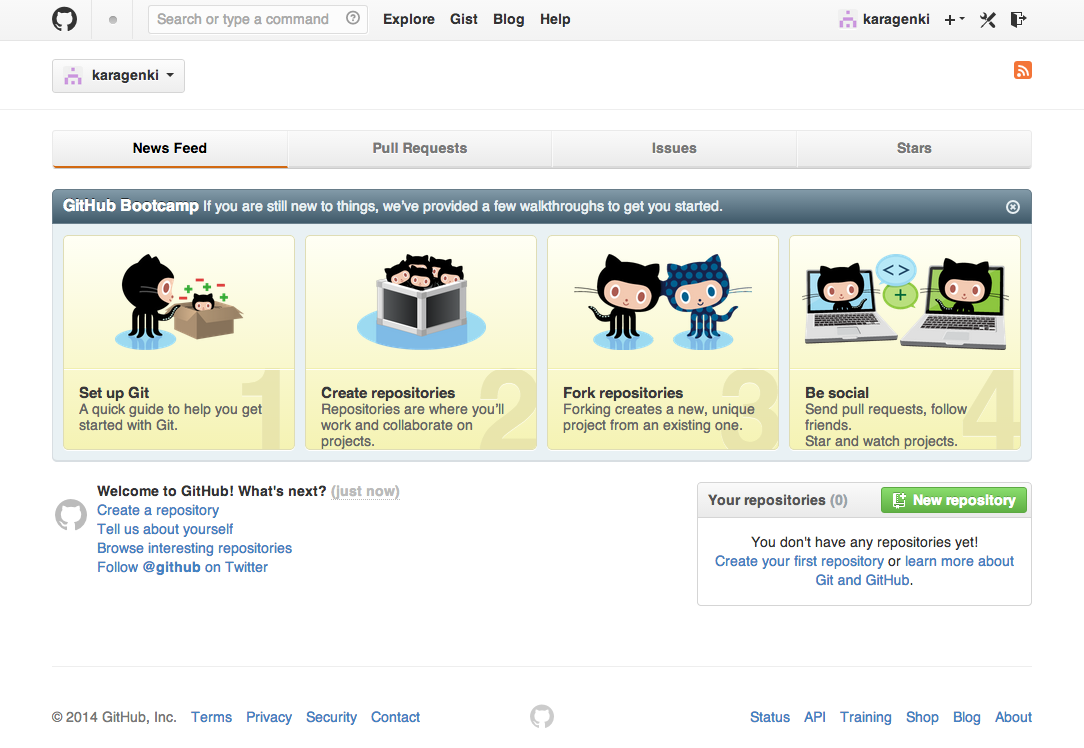 Search or type a command
Explore Gist Blog Help
karagenki
karagenki
News Feed
Pull Requests
Issues
Stars
GitHub Bootcamp If you are still new to things, we've provided a few walkthroughs to get you started.
1
Set up Git
A quick guide to help you get
started with Git.
2
Create repositories
Repositories are where you'll
work and collaborate on
projects.
3
Fork repositories
Forking creates a new, unique
project from an existing one.
4
Be social
Send pull requests, follow
friends.
Star and watch projects.
Welcome to GitHub! What's next? (just now)
Create a repository
Tell us about yourself
Browse interesting repositories
Follow @github on Twitter
Your repositories (0)
New repository
You don't have any repositories yet!
Create your first repository or learn more about
Git and GitHub.
© 2014 GitHub, Inc. Terms Privacy Security Contact
Status API Training Shop Blog About